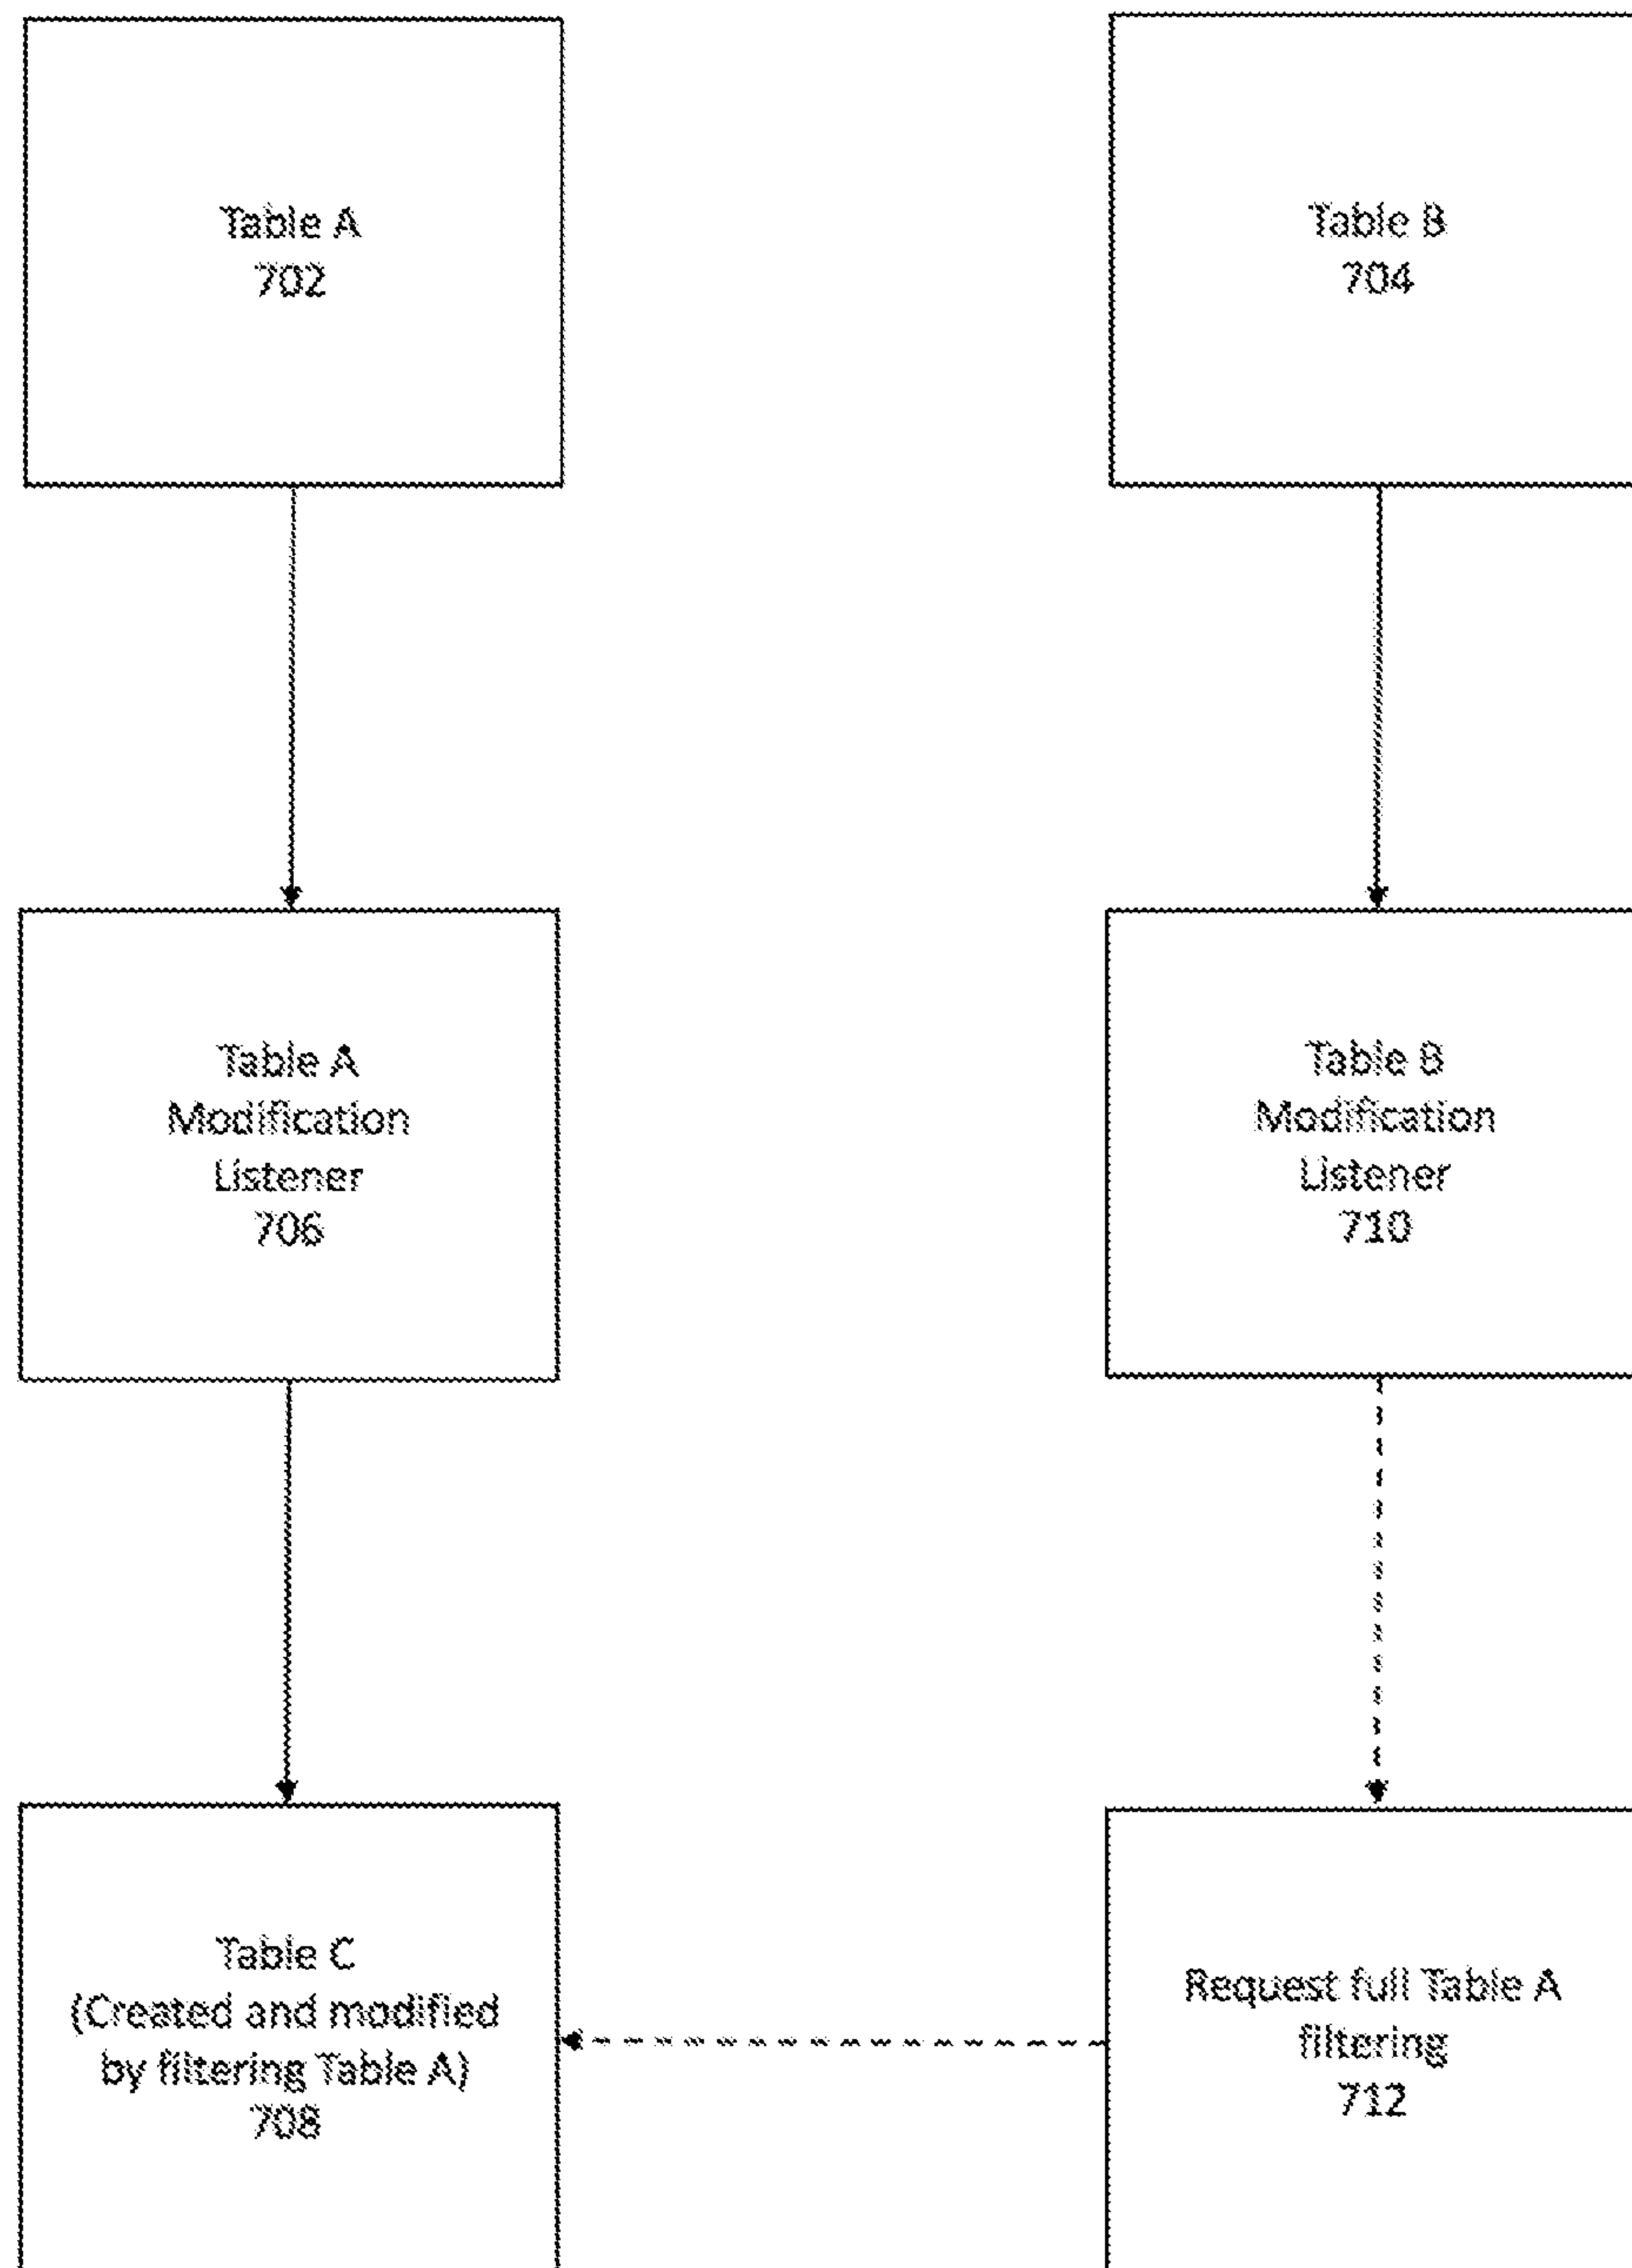 Table A
702
Table B
704
Table A
Modification
Listener
706
Table B
Modification
Listener
710
Table C
(Created and modified
by filtering Table A)
708
Request full Table A
filtering
712